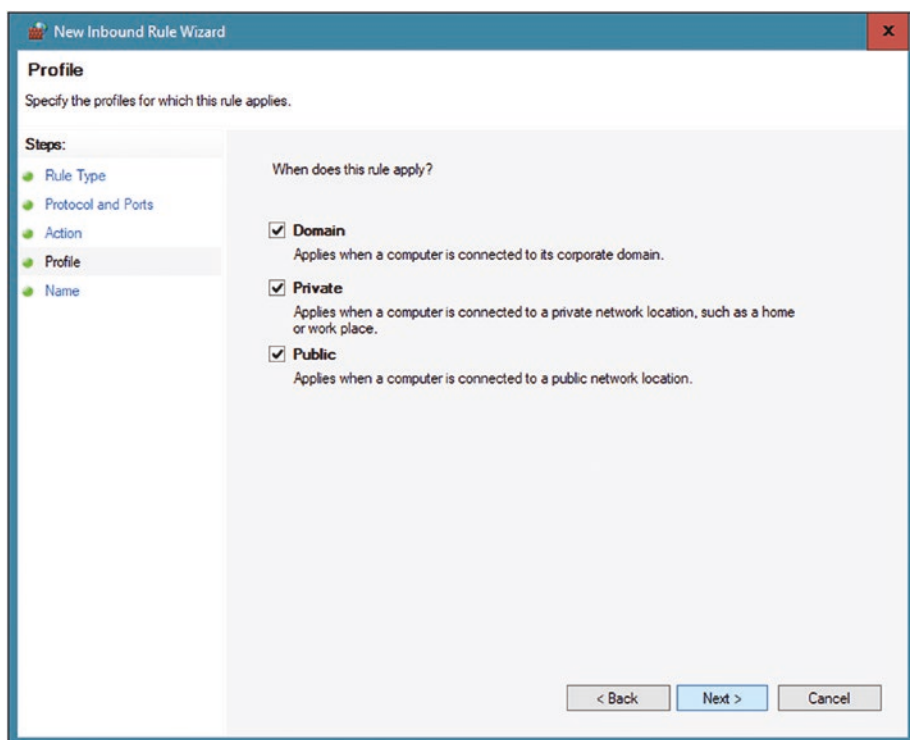 New Inbound Rule Wizard
X
Profile
Specify the profiles for which this rule applies.
Steps:
Rule Type
Protocol and Ports
Action
Profile
Name
When does this rule apply?
Domain
Applies when a computer is connected to its corporate domain.
Private
Applies when a computer is connected to a private network location, such as a home
or work place.
Public
Applies when a computer is connected to a public network location.
< Back
Next >
Cancel